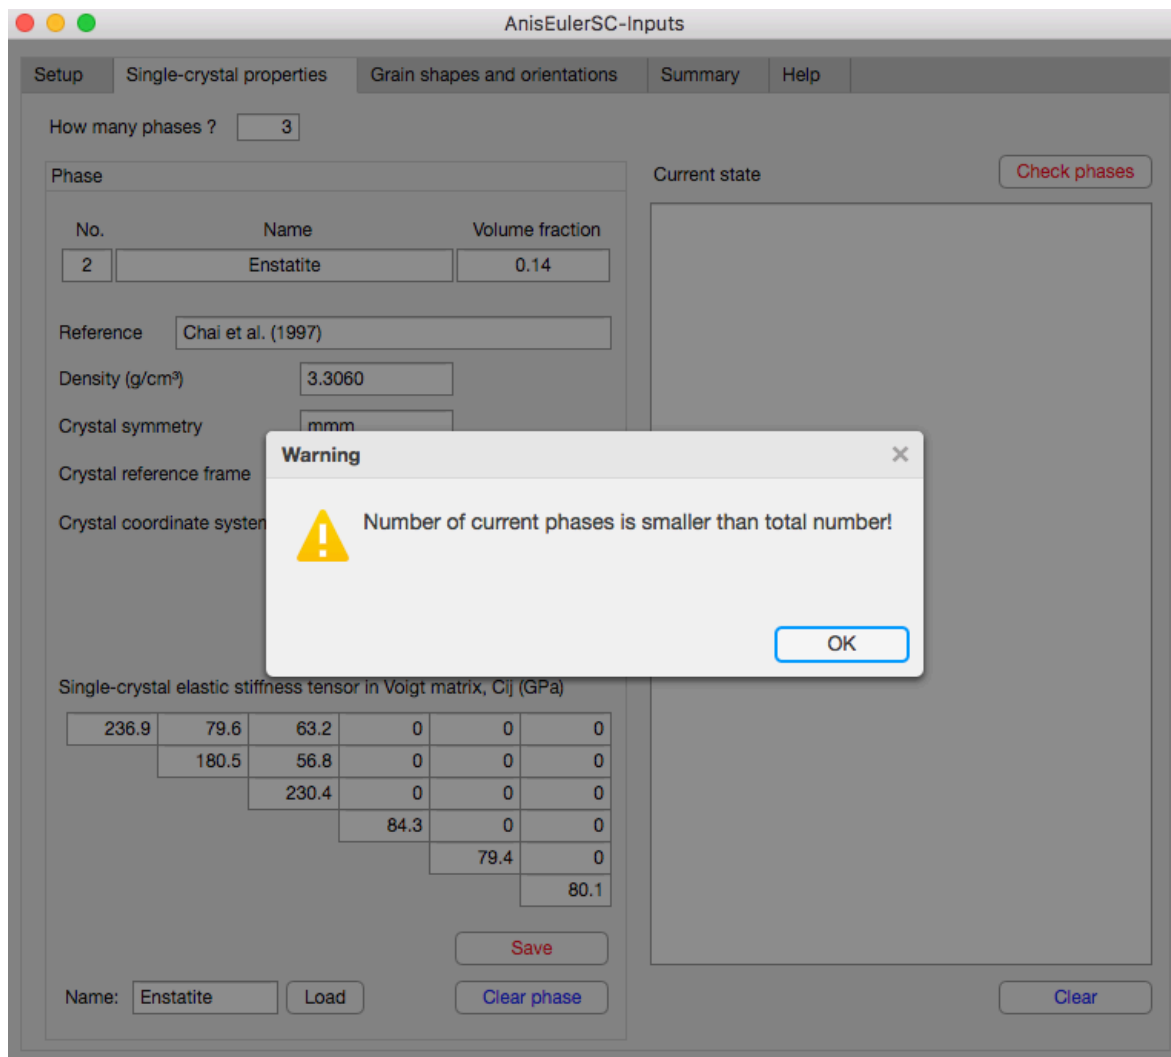 AnisEulerSC-Inputs
Setup Single-crystal properties Grain shapes and orientations Summary Help
How many phases ? 3
Phase
Current state Check phases
No. Name Volume fraction
2 Enstatite 0.14
Reference Chai et al. (1997)
Density (g/cm³) 3.3060
Crystal symmetry mmm
Crystal reference frame
Crystal coordinate system
Warning
Number of current phases is smaller than total number!
OK
Single-crystal elastic stiffness tensor in Voigt matrix, Cij (GPa)
236.9 79.6 63.2 0 0 0
180.5 56.8 0 0 0
230.4 0 0 0
84.3 0 0
79.4 0
80.1
Save
Name: Enstatite Load Clear phase Clear